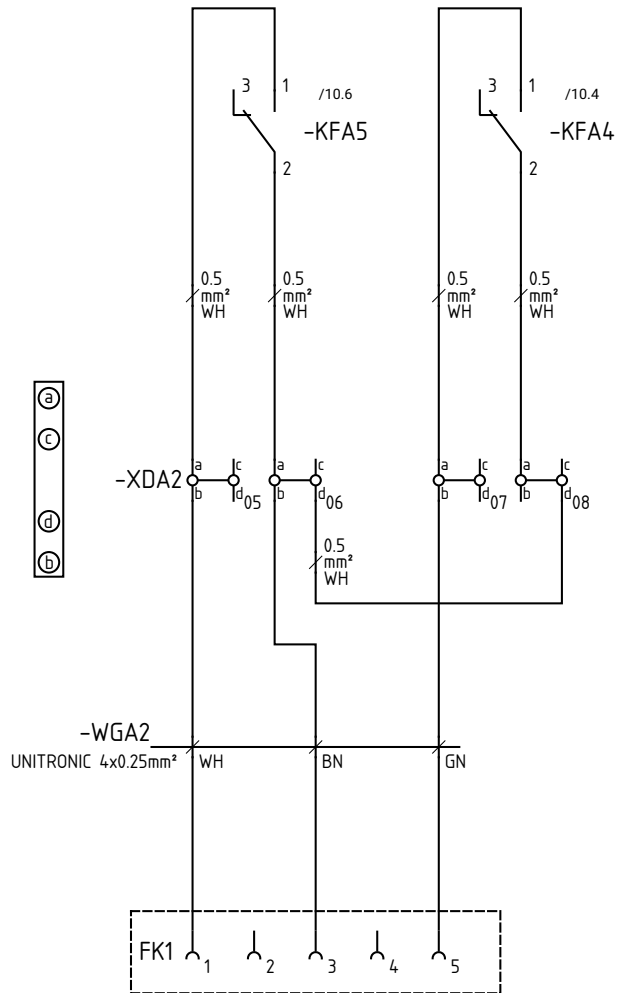 3 1 /10.6
-KFA5
2
3 1 /10.4
-KFA4
2
0.5
mm²
WH
0.5
mm²
WH
0.5
mm²
WH
0.5
mm²
WH
a
c
d
b
-XDA2
a c
b d 05
a c
b d 06
a c
b d 07
a c
b d 08
0.5
mm²
WH
-WGA2
UNITRONIC 4x0.25mm² WH BN GN
FK1 1 2 3 4 5